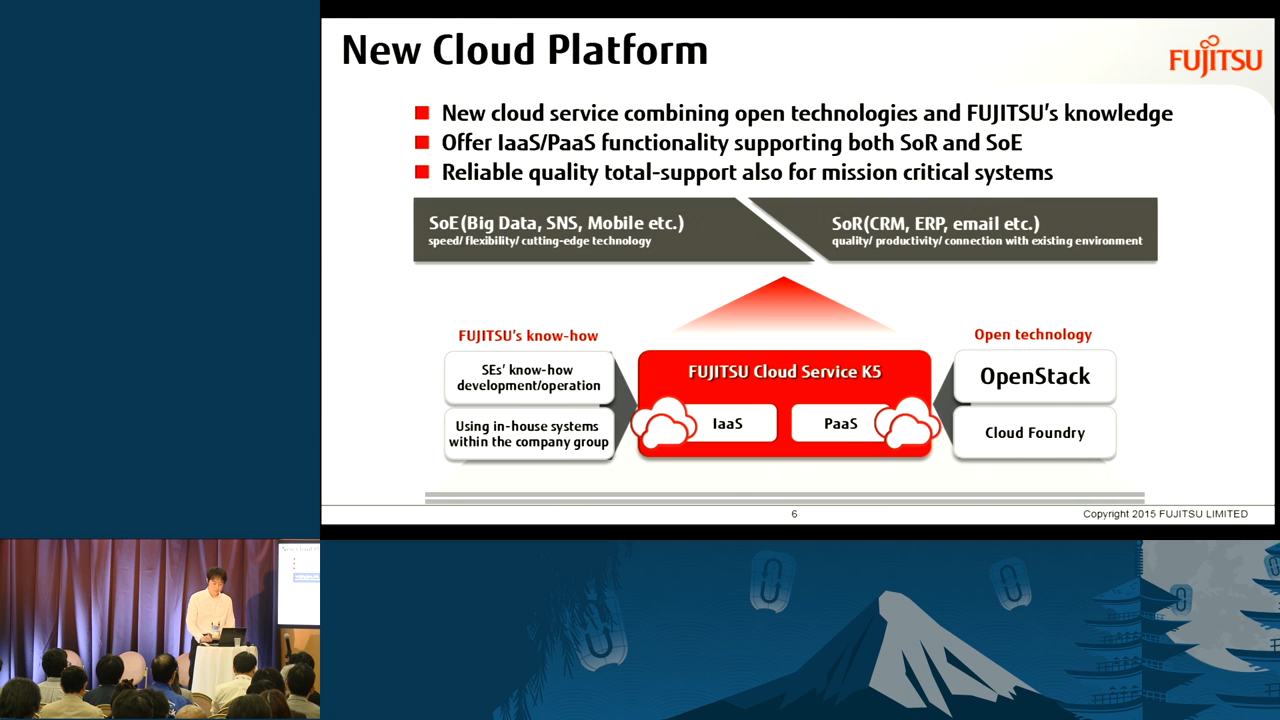 New Cloud Platform
FUJITSU
New cloud service combining open technologies and FUJITSU's knowledge
Offer IaaS/PaaS functionality supporting both SoR and SoE
Reliable quality total-support also for mission critical systems
SoE(Big Data, SNS, Mobile etc.)
speed/ flexibility/ cutting-edge technology
SoR(CRM, ERP, email etc.)
quality/ productivity/ connection with existing environment
FUJITSU's know-how
SEs' know-how
development/operation
Using in-house systems
within the company group
FUJITSU Cloud Service K5
IaaS
PaaS
Open technology
OpenStack
Cloud Foundry
6
Copyright 2015 FUJITSU LIMITED
New Cloud Pl